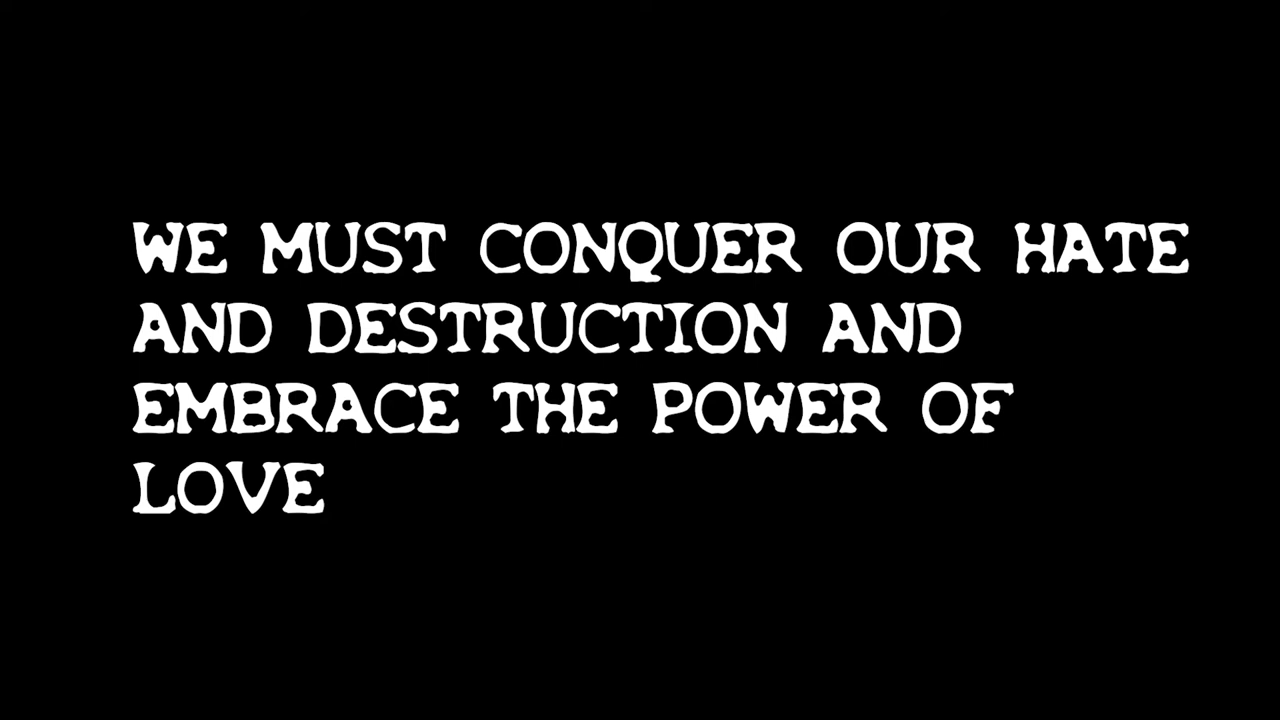 WE MUST CONQUER OUR HATE
AND DESTRUCTION AND
EMBRACE THE POWER OF
LOVE